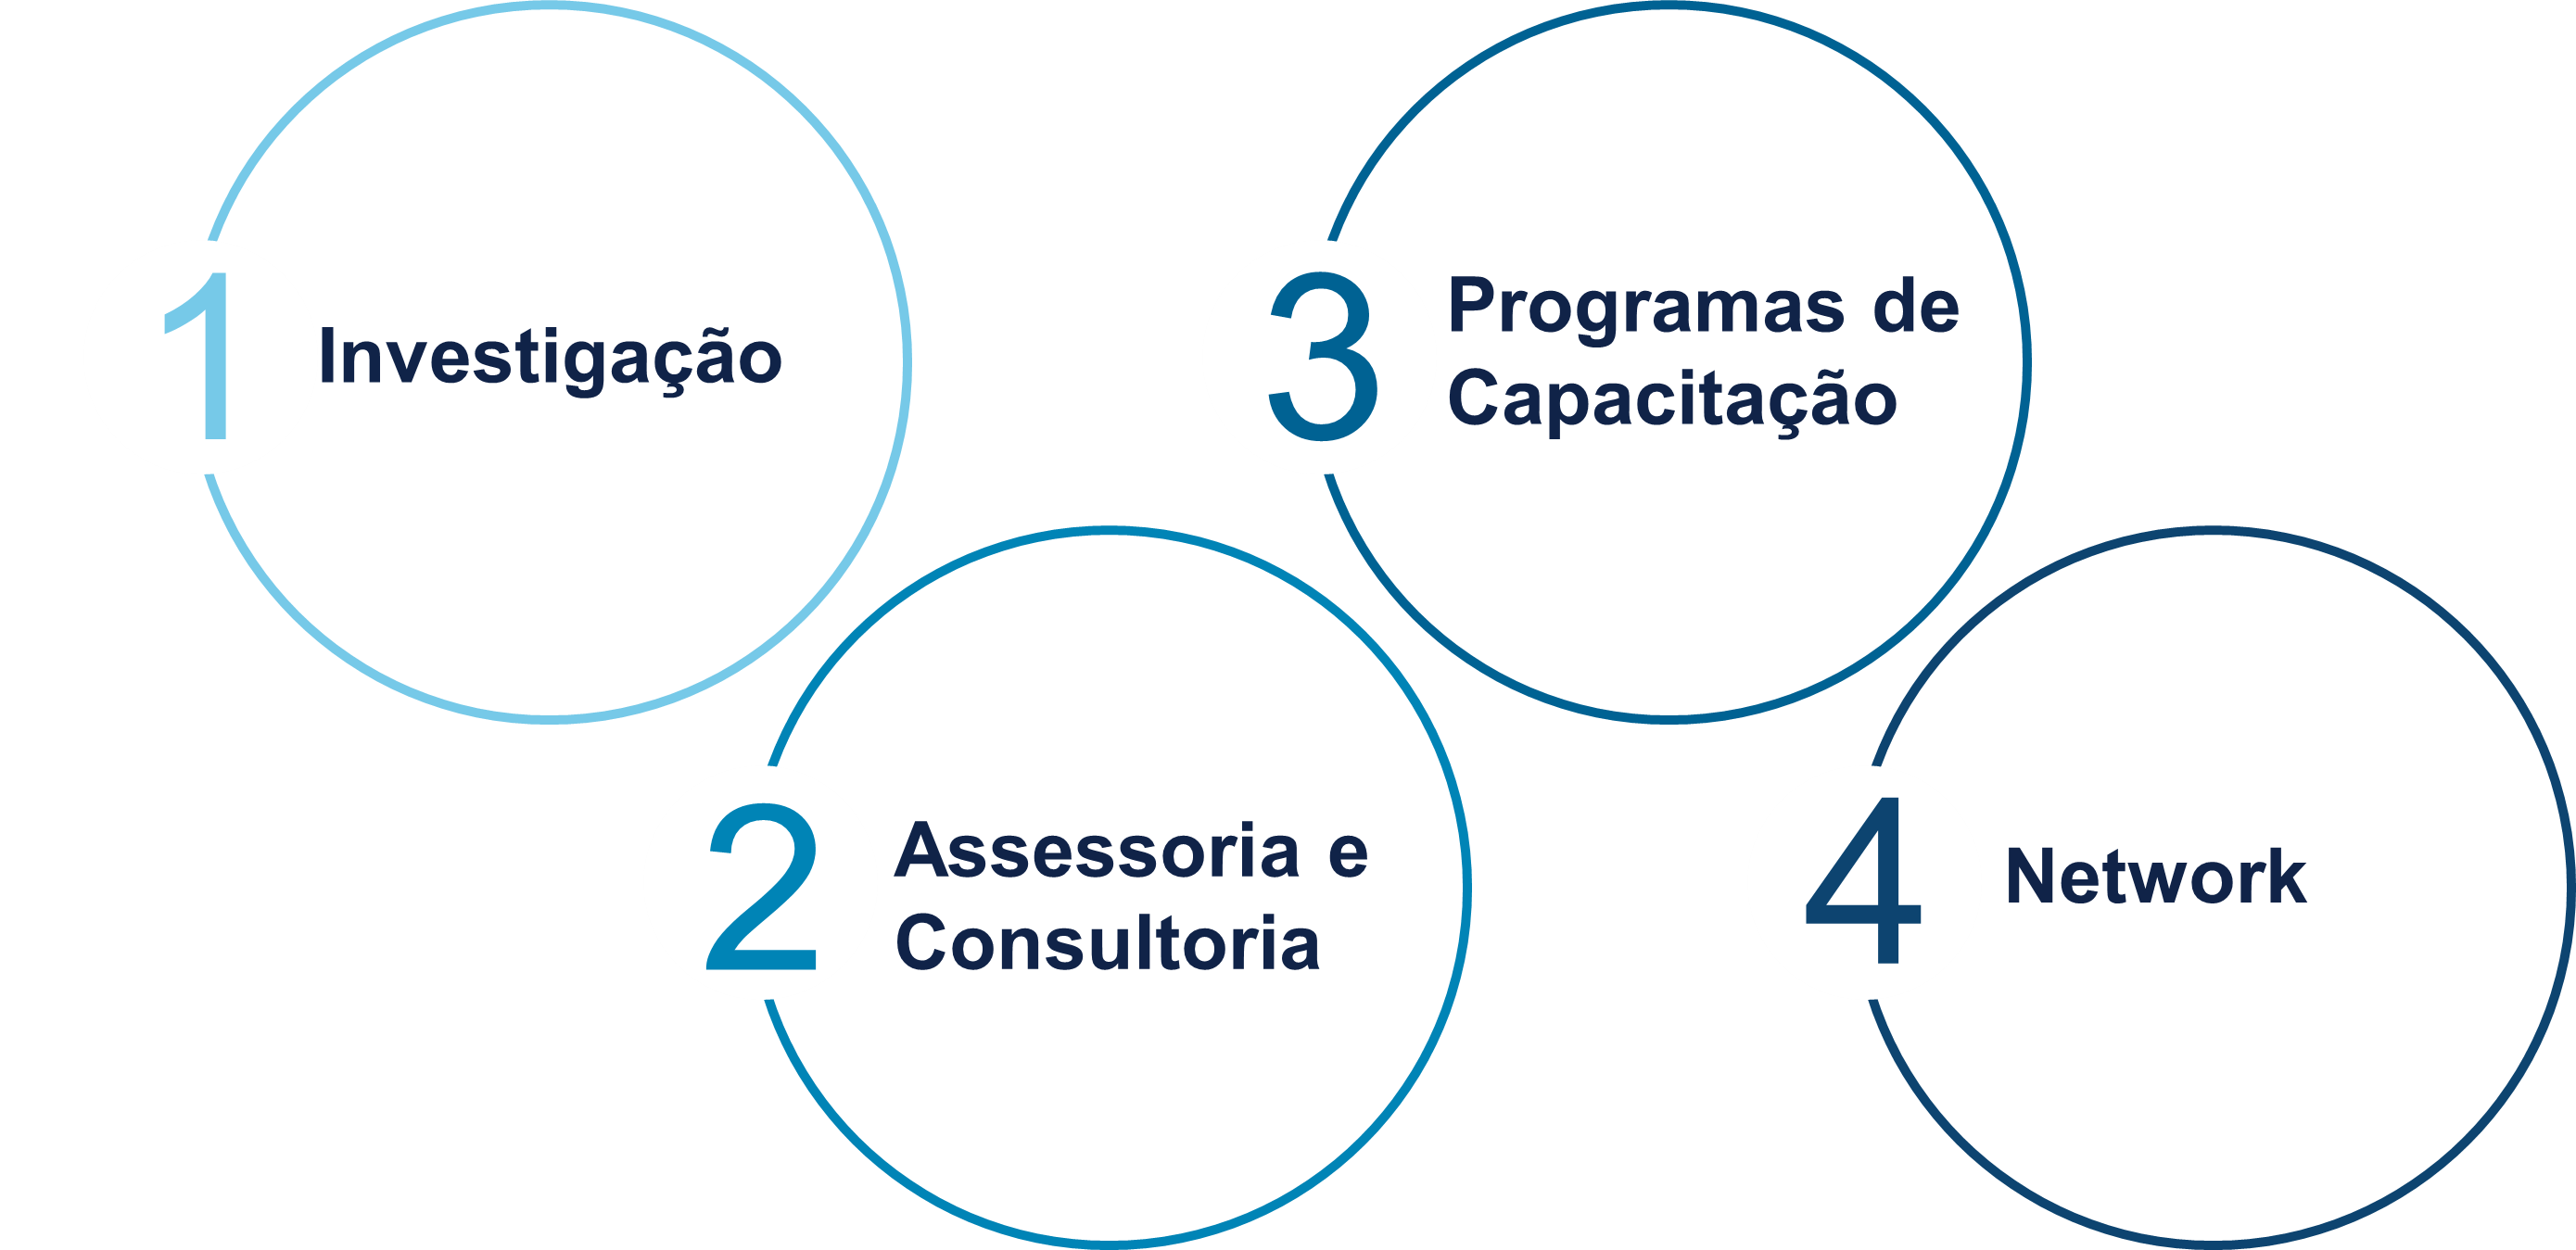 1
Investigação
2
Assessoria e
Consultoria
3
Programas de
Capacitação
4
Network